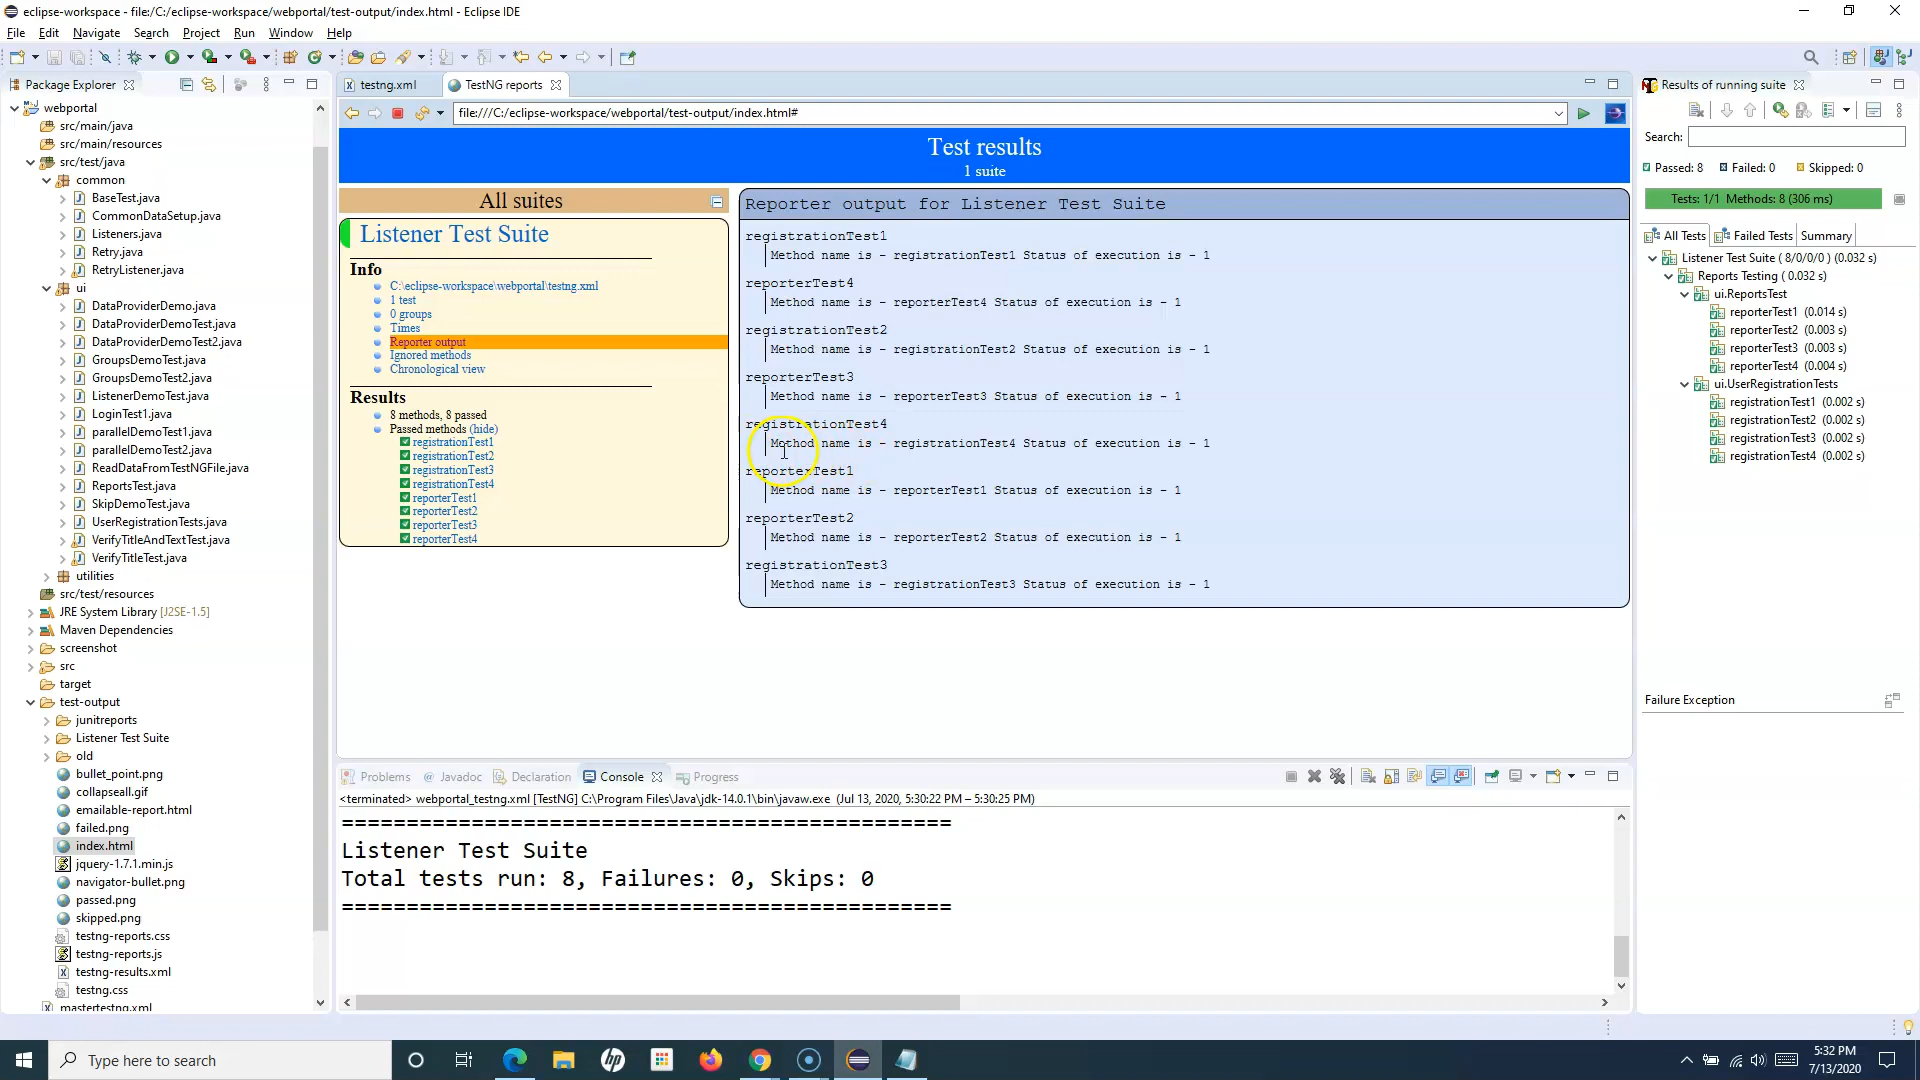 eclipse-workspace - file:/C:/eclipse-workspace/webportal/test-output/index.html - Eclipse IDE
File Edit Navigate Search Project Run Window Help
Package Explorer
webportal
src/main/java
src/main/resources
src/test/java
common
BaseTest.java
CommonDataSetup.java
Listeners.java
Retry.java
RetryListener.java
ui
DataProviderDemo.java
DataProviderDemoTest.java
DataProviderDemoTest2.java
GroupsDemoTest.java
GroupsDemoTest2.java
ListenerDemoTest.java
LoginTest1.java
parallelDemoTest1.java
parallelDemoTest2.java
ReadDataFromTestNGFile.java
ReportsTest.java
SkipDemoTest.java
UserRegistrationTests.java
VerifyTitleAndTextTest.java
VerifyTitleTest.java
utilities
src/test/resources
JRE System Library [J2SE-1.5]
Maven Dependencies
screenshot
src
target
test-output
junitreports
Listener Test Suite
old
bullet_point.png
collapseall.gif
emailable-report.html
failed.png
index.html
jquery-1.7.1.min.js
navigator-bullet.png
passed.png
skipped.png
testng-reports.css
testng-reports.js
testng-results.xml
testng.css
mastertestng.xml
testng.xml
TestNG reports
file:///C:/eclipse-workspace/webportal/test-output/index.html#
Test results
1 suite
All suites
Listener Test Suite
Info
C:\eclipse-workspace\webportal\testng.xml
1 test
0 groups
Times
Reporter output
Ignored methods
Chronological view
Results
8 methods, 8 passed
Passed methods (hide)
registrationTest1
registrationTest2
registrationTest3
registrationTest4
reporterTest1
reporterTest2
reporterTest3
reporterTest4
Reporter output for Listener Test Suite
registrationTest1
Method name is - registrationTest1 Status of execution is - 1
reporterTest4
Method name is - reporterTest4 Status of execution is - 1
registrationTest2
Method name is - registrationTest2 Status of execution is - 1
reporterTest3
Method name is - reporterTest3 Status of execution is - 1
registrationTest4
Method name is - registrationTest4 Status of execution is - 1
reporterTest1
Method name is - reporterTest1 Status of execution is - 1
reporterTest2
Method name is - reporterTest2 Status of execution is - 1
registrationTest3
Method name is - registrationTest3 Status of execution is - 1
Problems Javadoc Declaration Console Progress
<terminated> webportal_testng.xml [TestNG] C:\Program Files\Java\jdk-14.0.1\bin\javaw.exe (Jul 13, 2020, 5:30:22 PM – 5:30:25 PM)
===============================================
Listener Test Suite
Total tests run: 8, Failures: 0, Skips: 0
===============================================
Results of running suite
Search:
Passed: 8 Failed: 0 Skipped: 0
Tests: 1/1 Methods: 8 (306 ms)
All Tests Failed Tests Summary
Listener Test Suite ( 8/0/0/0 ) (0.032 s)
Reports Testing ( 0.032 s)
ui.ReportsTest
reporterTest1 (0.014 s)
reporterTest2 (0.003 s)
reporterTest3 (0.003 s)
reporterTest4 (0.004 s)
ui.UserRegistrationTests
registrationTest1 (0.002 s)
registrationTest2 (0.002 s)
registrationTest3 (0.002 s)
registrationTest4 (0.002 s)
Failure Exception
Type here to search
hp
5:32 PM
7/13/2020